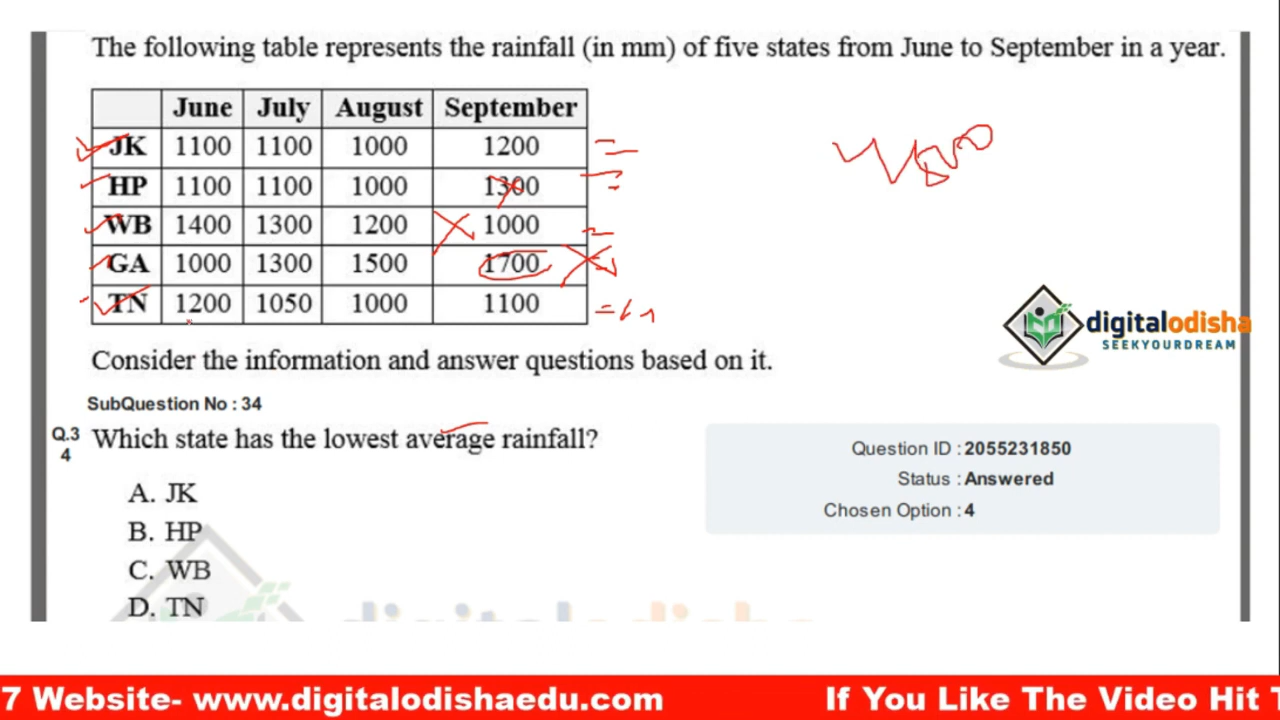 The following table represents the rainfall (in mm) of five states from June to September in a year.
June July August September
JK 1100 1100 1000 1200
HP 1100 1100 1000 1300
WB 1400 1300 1200 1000
GA 1000 1300 1500 1700
TN 1200 1050 1000 1100
digitalodisha
SEEKYOURDREAM
Consider the information and answer questions based on it.
SubQuestion No : 34
Q.3
4
Which state has the lowest average rainfall?
Question ID : 2055231850
Status : Answered
Chosen Option : 4
A. JK
B. HP
C. WB
D. TN
7 Website- www.digitalodishaedu.com If You Like The Video Hit